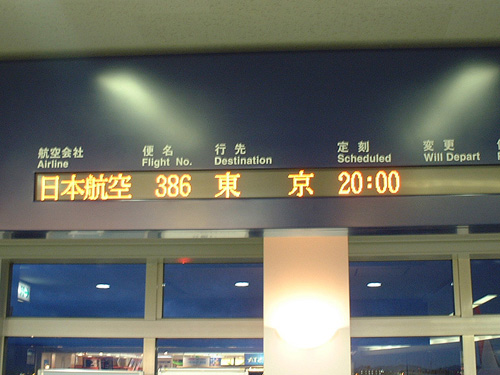 航空会社 便名 行先 定刻 変更
Airline Flight No. Destination Scheduled Will Depart
日本航空 386 東京 20:00